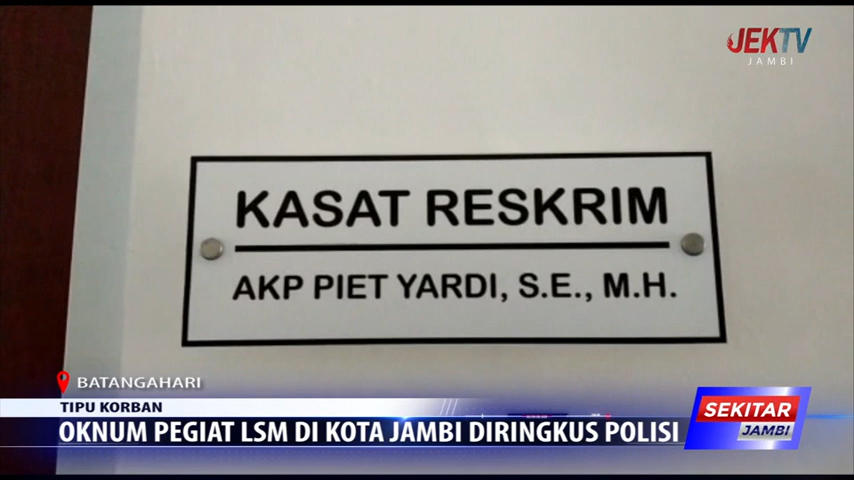 JEKTV
JAMBI
KASAT RESKRIM
AKP PIET YARDI, S.E., M.H.
BATANGAHARI
TIPU KORBAN
OKNUM PEGIAT LSM DI KOTA JAMBI DIRINGKUS POLISI
SEKITAR
JAMBI